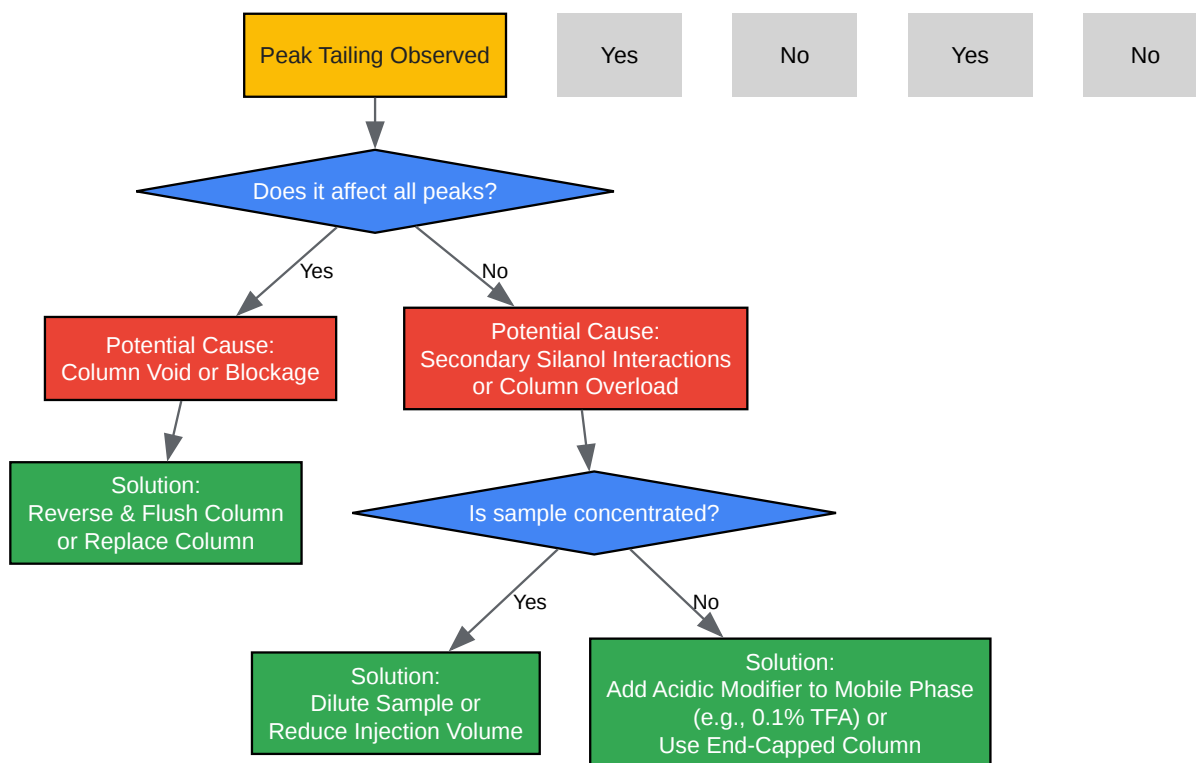 Peak Tailing Observed
Yes
No
Yes
No
Does it affect all peaks?
Yes
No
Potential Cause:
Column Void or Blockage
Potential Cause:
Secondary Silanol Interactions
or Column Overload
Solution:
Reverse & Flush Column
or Replace Column
Is sample concentrated?
Yes
No
Solution:
Dilute Sample or
Reduce Injection Volume
Solution:
Add Acidic Modifier to Mobile Phase
(e.g., 0.1% TFA) or
Use End-Capped Column